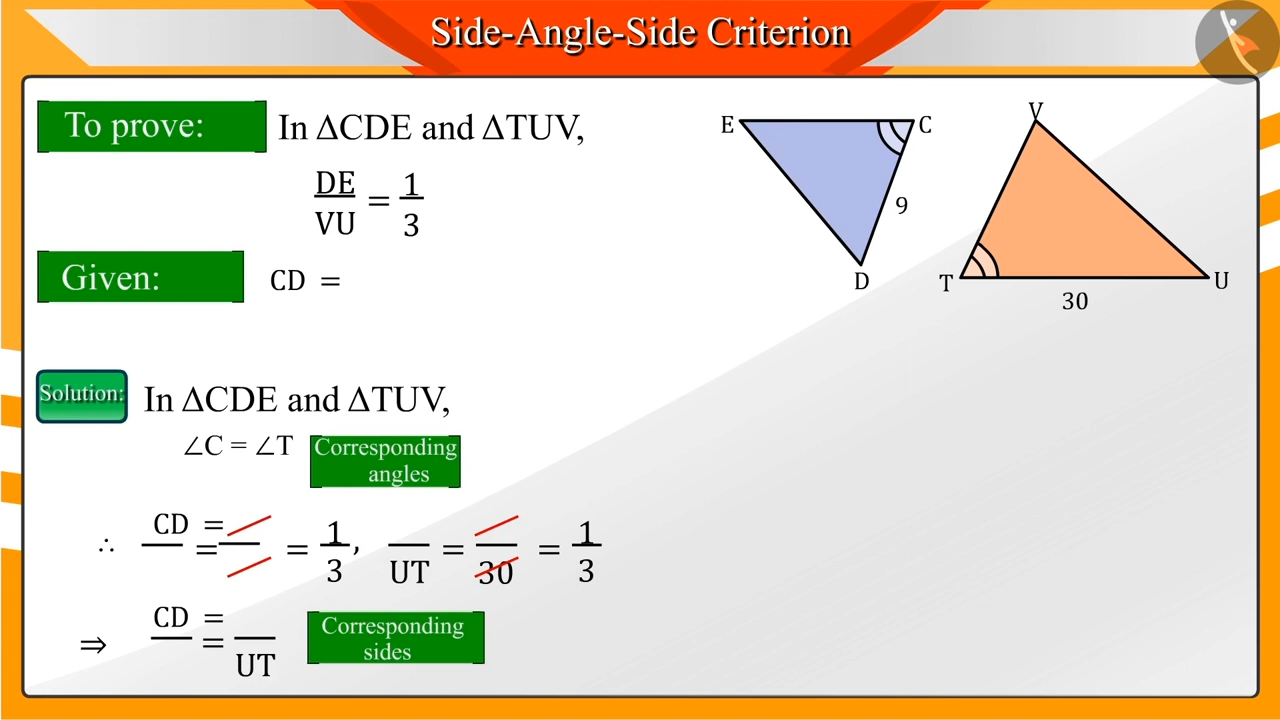 Side-Angle-Side Criterion
To prove: In ΔCDE and ΔTUV,
DE/VU = 1/3
Given: CD =
E
C
9
D
V
T
U
30
Solution: In ΔCDE and ΔTUV,
∠C = ∠T
Corresponding
angles
∴ CD = = = 1/3, /UT = /30 = 1/3
⇒ CD = = /UT
Corresponding
sides